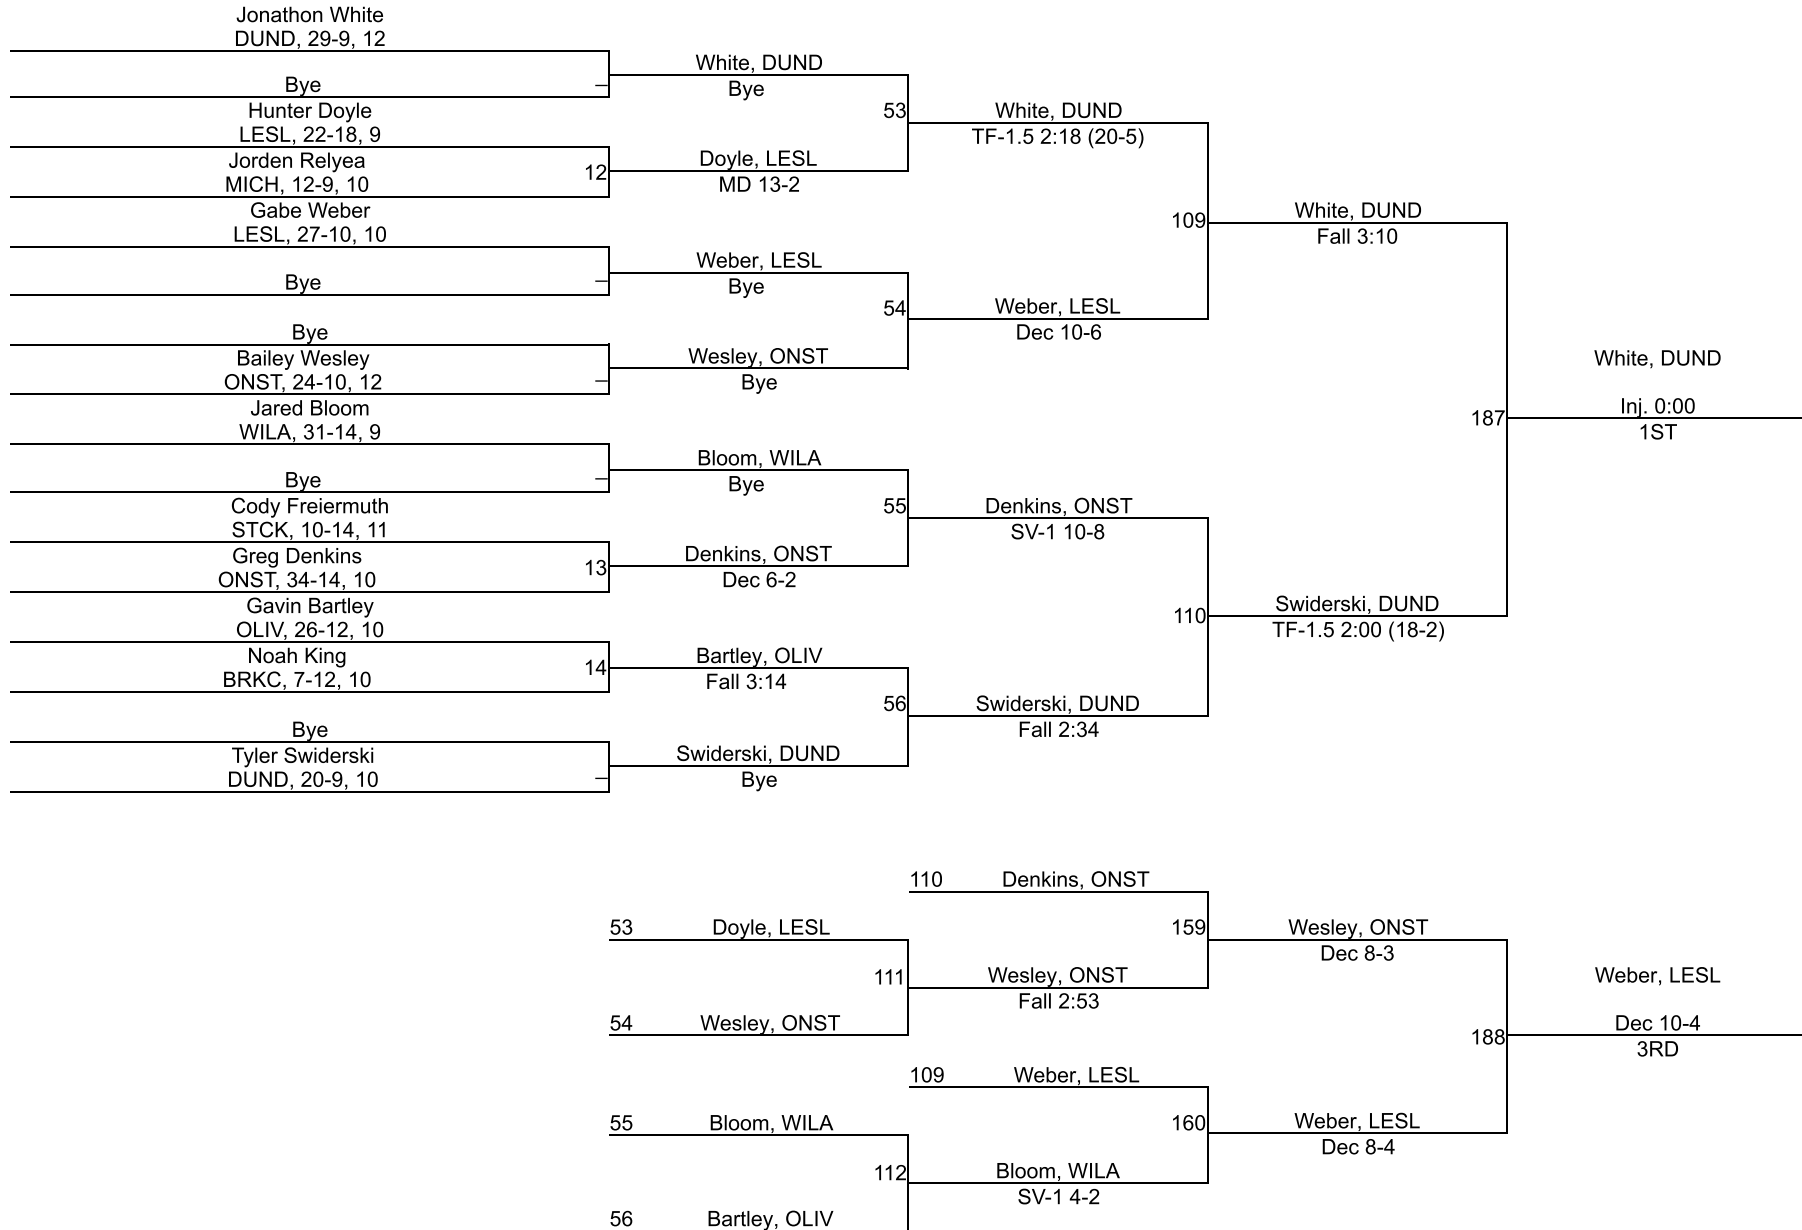 Jonathon White
DUND, 29-9, 12
White, DUND
Bye
–
Bye
Hunter Doyle
53
White, DUND
LESL, 22-18, 9
TF-1.5 2:18 (20-5)
Jorden Relyea
12
Doyle, LESL
MICH, 12-9, 10
MD 13-2
Gabe Weber
109
White, DUND
LESL, 27-10, 10
Fall 3:10
Weber, LESL
Bye
–
Bye
54
Weber, LESL
Bye
Dec 10-6
Bailey Wesley
Wesley, ONST
White, DUND
ONST, 24-10, 12
–
Bye
Jared Bloom
Inj. 0:00
WILA, 31-14, 9
187
1ST
Bloom, WILA
Bye
–
Bye
Cody Freiermuth
55
Denkins, ONST
STCK, 10-14, 11
SV-1 10-8
Greg Denkins
13
Denkins, ONST
ONST, 34-14, 10
Dec 6-2
Gavin Bartley
110
Swiderski, DUND
OLIV, 26-12, 10
TF-1.5 2:00 (18-2)
Noah King
14
Bartley, OLIV
BRKC, 7-12, 10
Fall 3:14
56
Swiderski, DUND
Bye
Fall 2:34
Tyler Swiderski
Swiderski, DUND
DUND, 20-9, 10
–
Bye
110
Denkins, ONST
53
Doyle, LESL
159
Wesley, ONST
Dec 8-3
111
Wesley, ONST
Weber, LESL
Fall 2:53
54
Wesley, ONST
Dec 10-4
188
3RD
109
Weber, LESL
55
Bloom, WILA
160
Weber, LESL
Dec 8-4
112
Bloom, WILA
SV-1 4-2
56
Bartley, OLIV